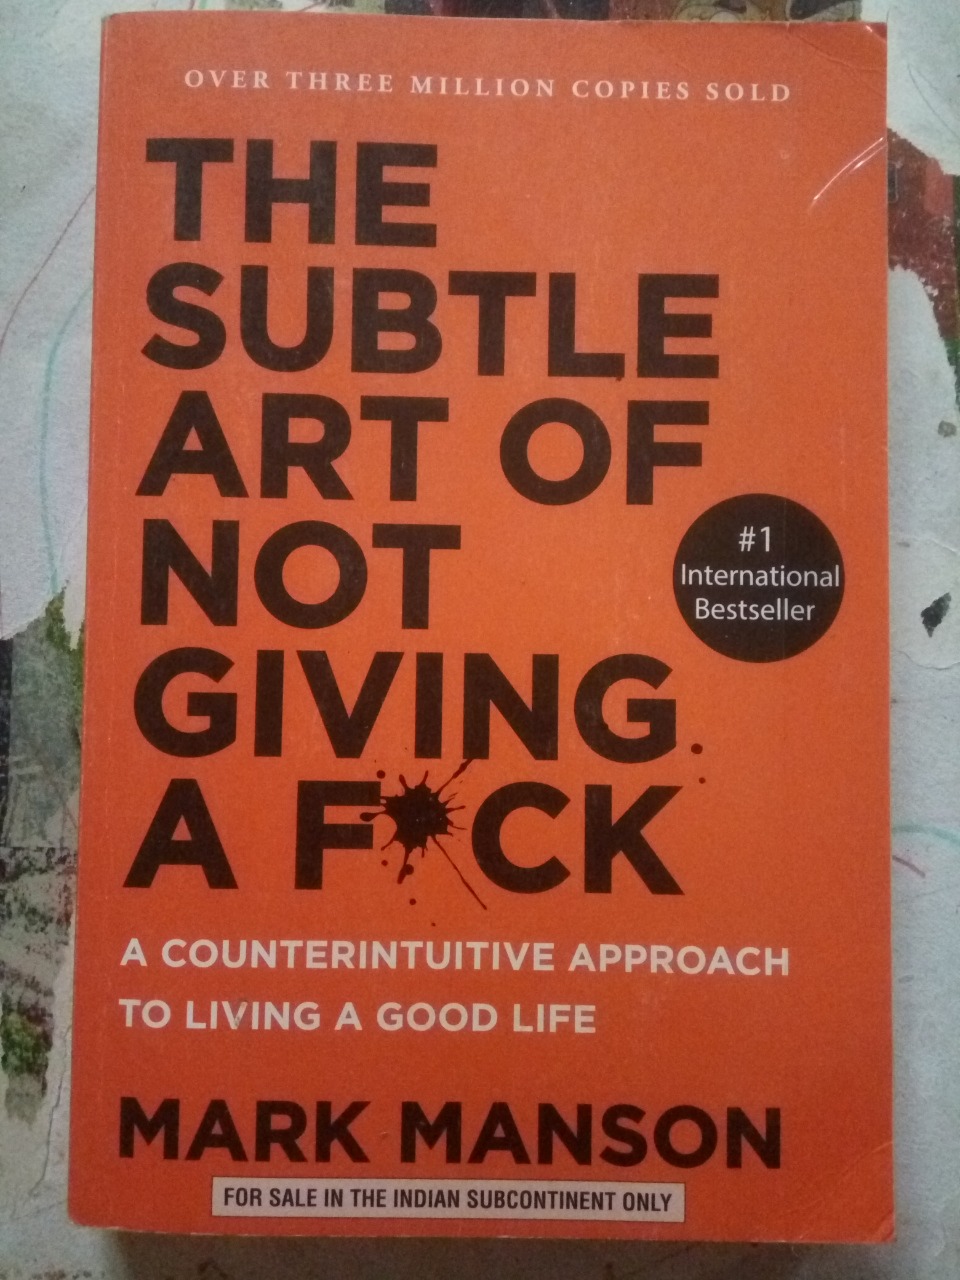 OVER THREE MILLION COPIES SOLD
THE
SUBTLE
ART OF
NOT
GIVING
A F*CK
#1
International
Bestseller
A COUNTERINTUITIVE APPROACH
TO LIVING A GOOD LIFE
MARK MANSON
FOR SALE IN THE INDIAN SUBCONTINENT ONLY